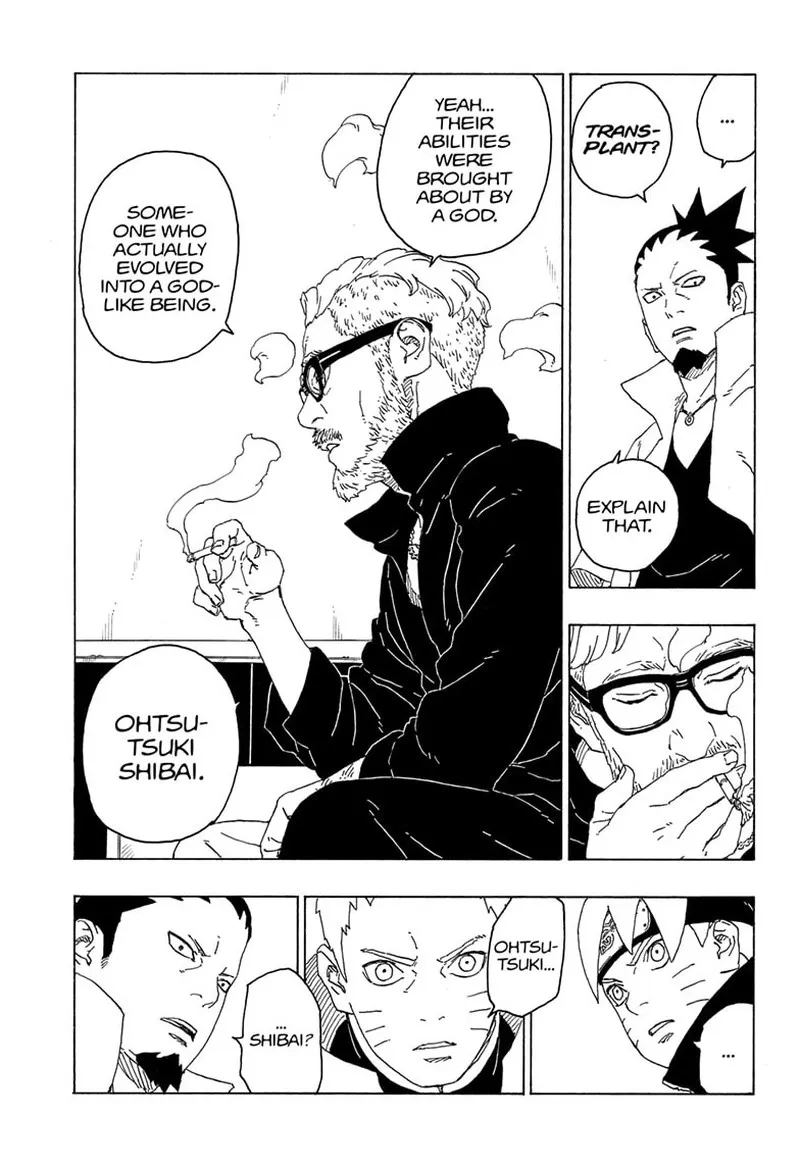 ...
TRANS-
PLANT?
EXPLAIN
THAT.
YEAH...
THEIR
ABILITIES
WERE
BROUGHT
ABOUT BY
A GOD.
SOME-
ONE WHO
ACTUALLY
EVOLVED
INTO A GOD-
LIKE BEING.
OHTSU-
TSUKI
SHIBAI.
...
OHTSU-
TSUKI...
...
SHIBAI?